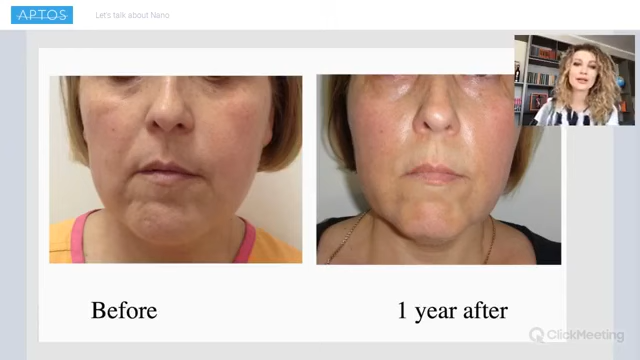 APTOS
Let's talk about Nano
Before
1 year after
ClickMeeting